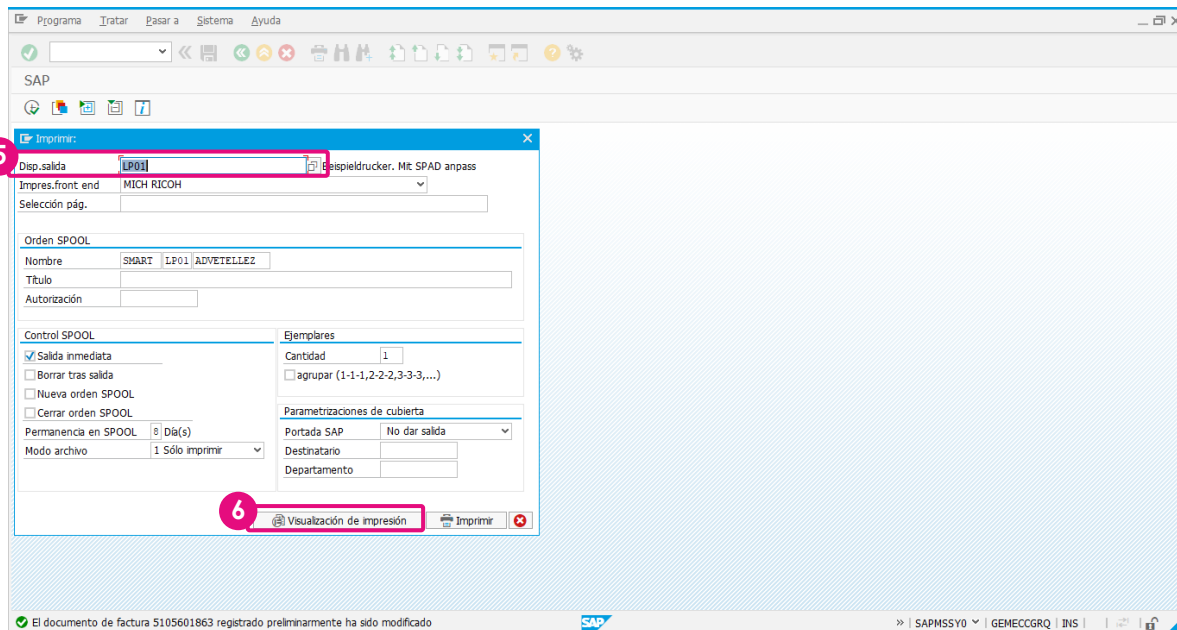 Programa Tratar Pasar a Sistema Ayuda
SAP
Imprimir:
5
Disp.salida LP01 Beispieldrucker. Mit SPAD anpass
Impres.front end MICH RICOH
Selección pág.
Orden SPOOL
Nombre SMART LP01 ADVETELLEZ
Título
Autorización
Control SPOOL Ejemplares
Salida inmediata Cantidad 1
Borrar tras salida agrupar (1-1-1,2-2-2,3-3-3,...)
Nueva orden SPOOL
Cerrar orden SPOOL Parametrizaciones de cubierta
Permanencia en SPOOL 8 Día(s) Portada SAP No dar salida
Modo archivo 1 Sólo imprimir Destinatario
Departamento
6 Visualización de impresión Imprimir
El documento de factura 5105601863 registrado preliminarmente ha sido modificado SAP » | SAPMSSY0 | GEMECCGRQ | INS |